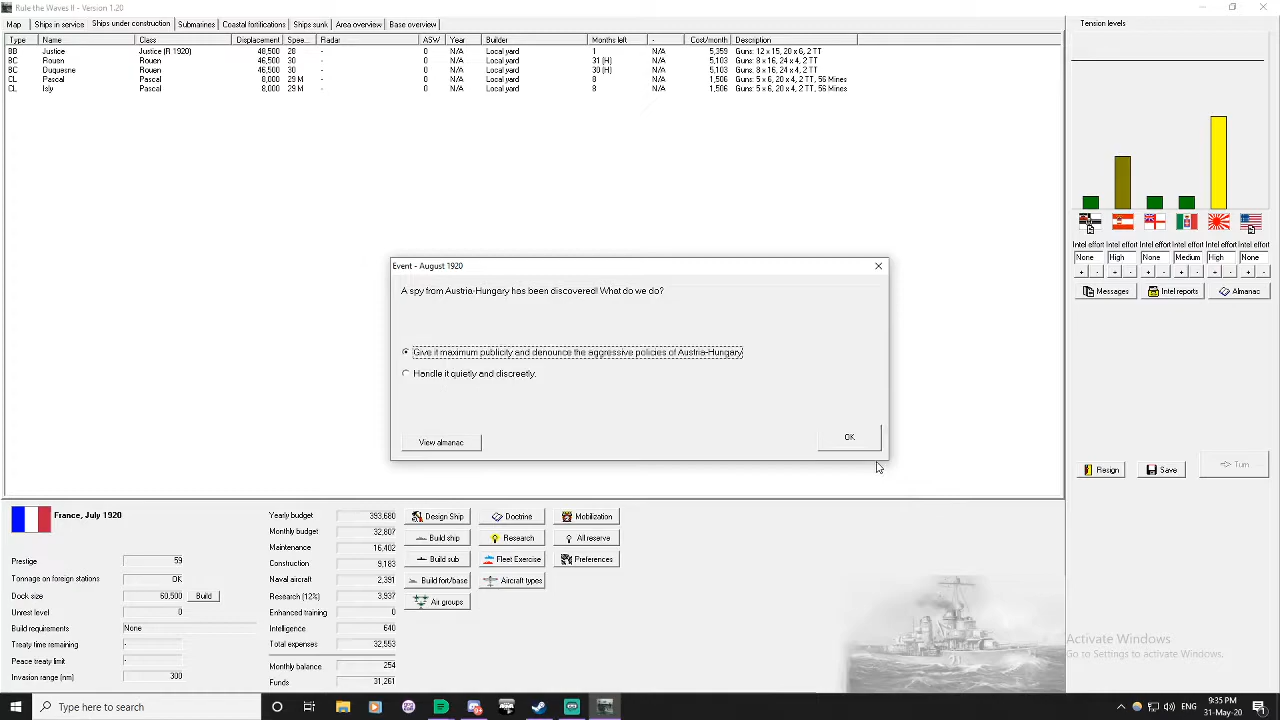 Rule the Waves II - Version 1.20
Map Ships in service Ships under construction Submarines Coastal fortifications Ships sunk Area overview Base overview
Type Name Class Displacement Spee... Radar ASW Year Builder Months left - Cost/month Description
BB Justice Justice (R 1920) 48,500 28 - 0 N/A Local yard 1 N/A 5,359 Guns: 12 x 15, 20 x 6, 2 TT
BC Rouen Rouen 46,500 30 - 0 N/A Local yard 31 (H) N/A 5,103 Guns: 8 x 16, 24 x 4, 2 TT
BC Duquesne Rouen 46,500 30 - 0 N/A Local yard 30 (H) N/A 5,103 Guns: 8 x 16, 24 x 4, 2 TT
CL Pascal Pascal 8,000 29 M - 0 N/A Local yard 8 N/A 1,506 Guns: 5 x 6, 20 x 4, 2 TT, 56 Mines
CL Isly Pascal 8,000 29 M - 0 N/A Local yard 8 N/A 1,506 Guns: 5 x 6, 20 x 4, 2 TT, 56 Mines
Tension levels
Intel effort Intel effort Intel effort Intel effort Intel effort Intel effort
None High None Medium High None
+ - + - + - + - + - + -
Messages Intel reports Almanac
Event - August 1920
A spy from Austria-Hungary has been discovered! What do we do?
Give it maximum publicity and denounce the aggressive policies of Austria-Hungary
Handle it quietly and discreetly.
View almanac
OK
Resign Save Turn
France, July 1920
Prestige 59
Tonnage on foreign stations OK
Dock size 60,500 Build
Unrest level 0
Build requirements None
Treaty time remaining -
Peace treaty limit -
Invasion range [nm] 300
Yearly budget 393,680
Monthly budget 32,807
Maintenance 16,402
Construction 9,183
Naval aircraft 2,391
Research (12%) 3,937
Enhanced training 0
Intelligence 640
Total expenses 32,553
Monthly balance 254
Funds 31,261
Design Ship Doctrine Mobilization
Build ship Research All reserve
Build sub Fleet Exercise Preferences
Build fort/base Aircraft types
Air groups
Activate Windows
Go to Settings to activate Windows.
Type here to search
9:35 PM
31-May-20